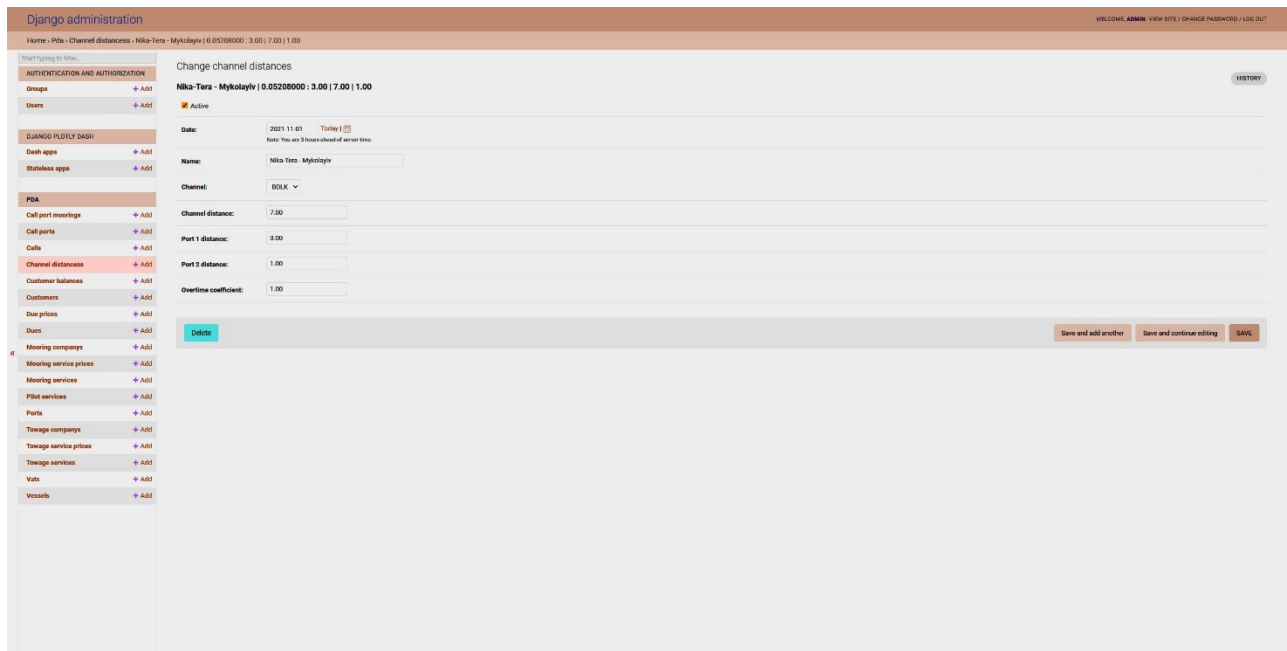 Django administration
WELCOME, ADMIN. VIEW SITE / CHANGE PASSWORD / LOG OUT
Home › Pda › Channel distancess › Nika-Tera - Mykolayiv | 0.05208000 : 3.00 | 7.00 | 1.00
Start typing to filter...
AUTHENTICATION AND AUTHORIZATION
Groups + Add
Users + Add
DJANGO PLOTLY DASH
Dash apps + Add
Stateless apps + Add
PDA
Call port moorings + Add
Call ports + Add
Calls + Add
Channel distancess + Add
Customer balances + Add
Customers + Add
Due prices + Add
Dues + Add
Mooring companys + Add
Mooring service prices + Add
Mooring services + Add
Pilot services + Add
Ports + Add
Towage companys + Add
Towage service prices + Add
Towage services + Add
Vats + Add
Vessels + Add
«
Change channel distances
HISTORY
Nika-Tera - Mykolayiv | 0.05208000 : 3.00 | 7.00 | 1.00
Active
Date: 2021-11-01 Today |
Note: You are 3 hours ahead of server time.
Name: Nika-Tera - Mykolayiv
Channel: BDLK
Channel distance: 7.00
Port 1 distance: 3.00
Port 2 distance: 1.00
Overtime coefficient: 1.00
Delete
Save and add another Save and continue editing SAVE